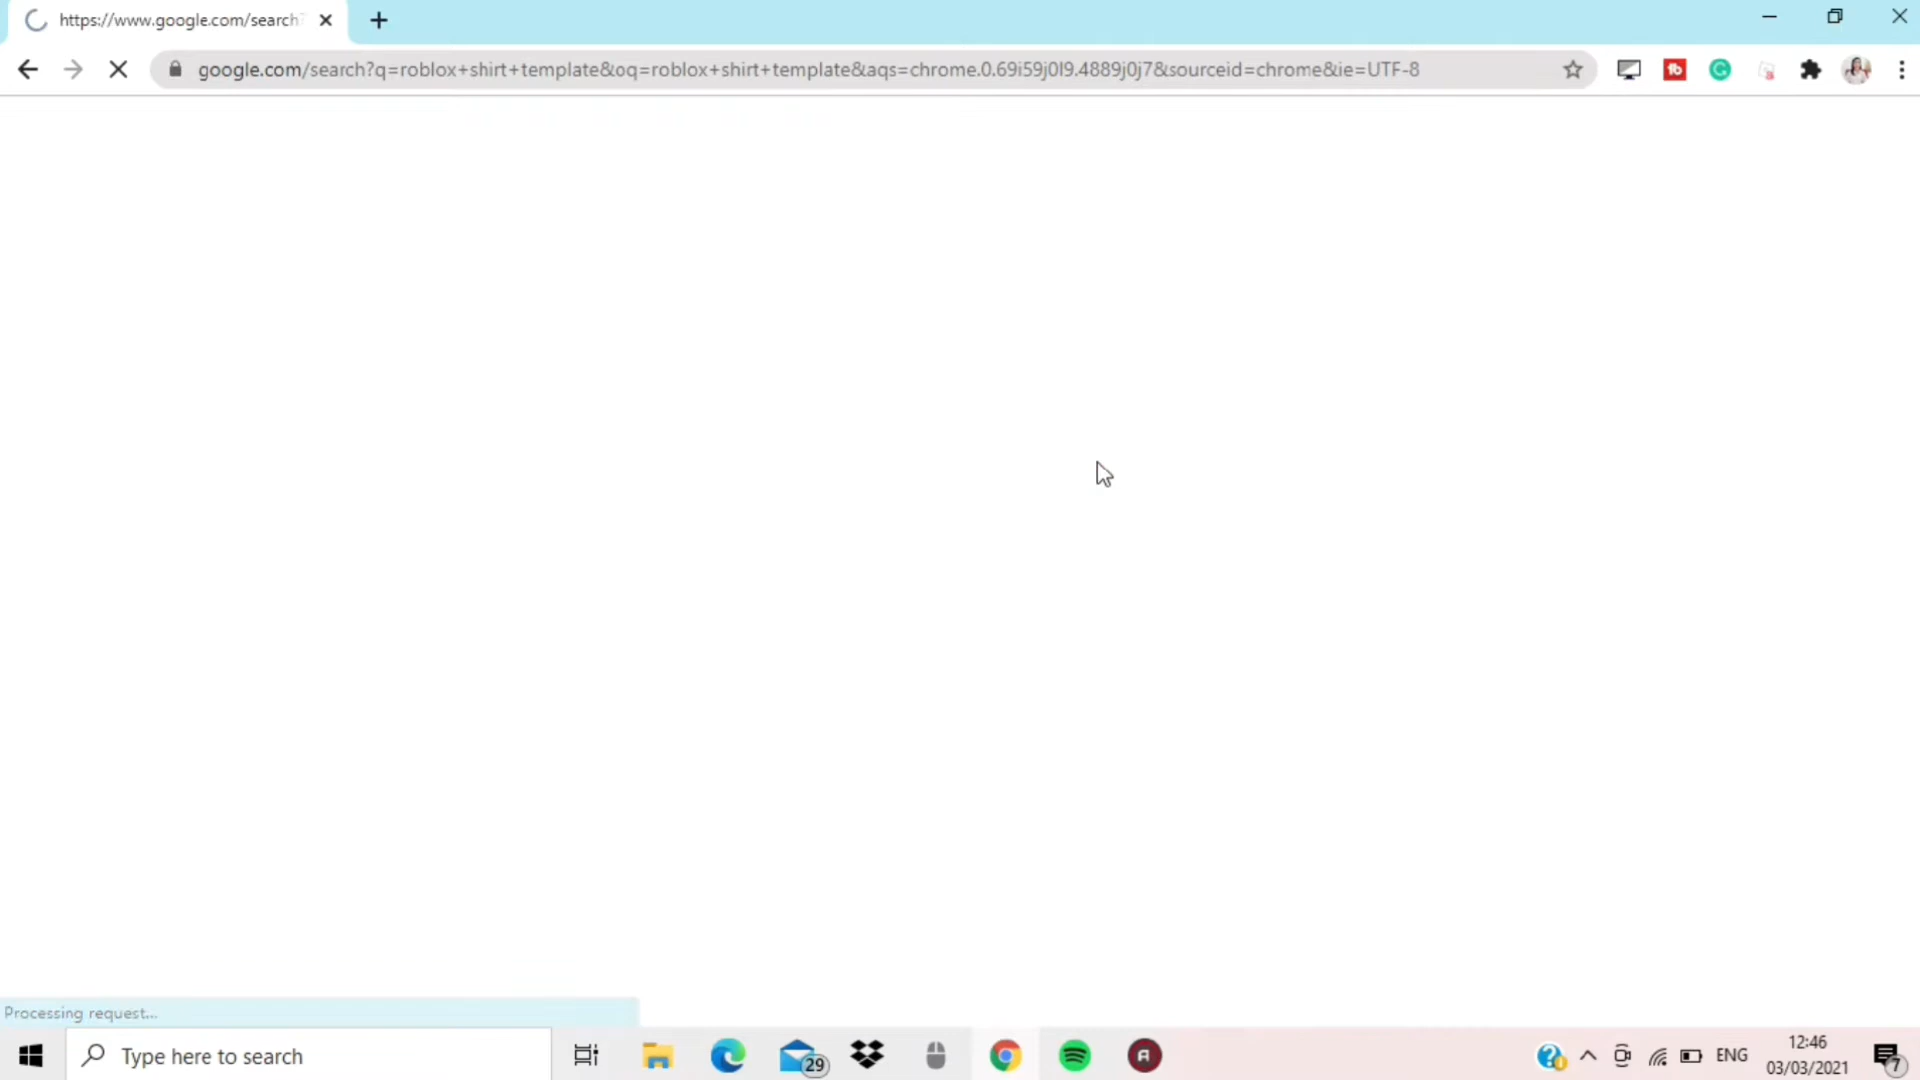 https://www.google.com/search
google.com/search?q=roblox+shirt+template&oq=roblox+shirt+template&aqs=chrome.0.69i59j0l9.4889j0j7&sourceid=chrome&ie=UTF-8
Processing request...
Type here to search
29
ENG
12:46
03/03/2021
7